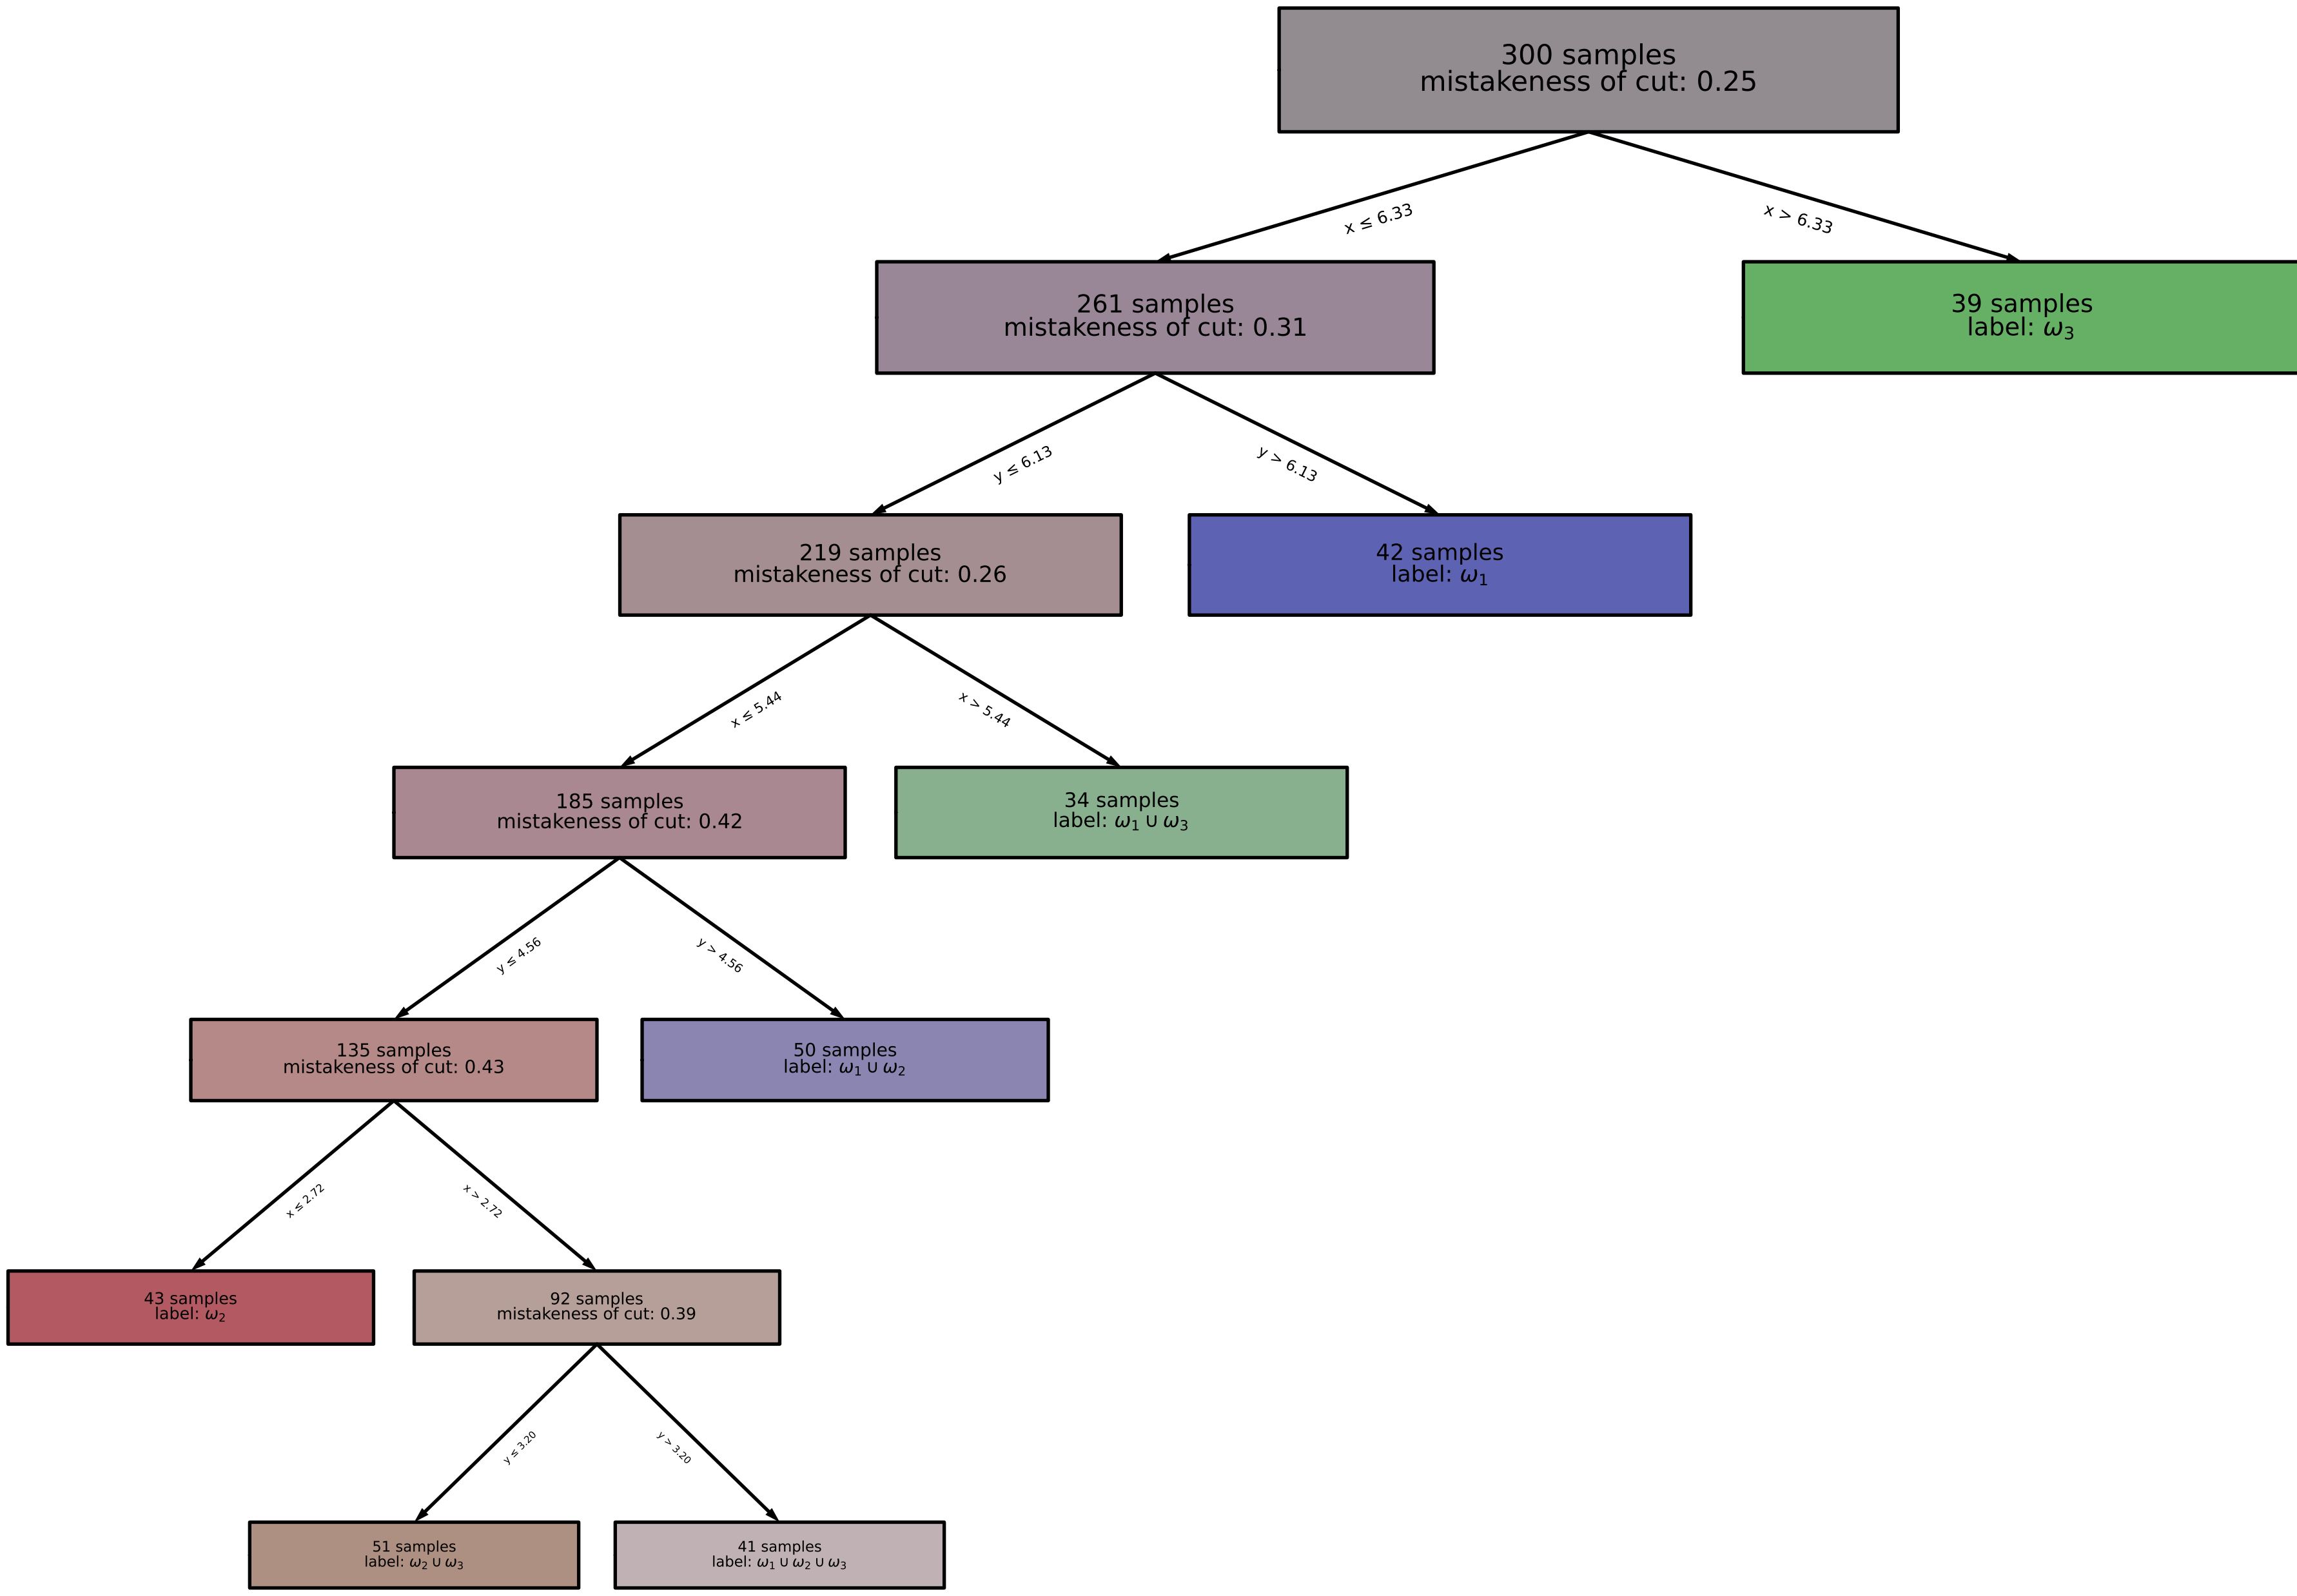 300 samples
mistakeness of cut: 0.25
x ≤ 6.33
x > 6.33
261 samples
mistakeness of cut: 0.31
39 samples
label: ω₃
y ≤ 6.13
y > 6.13
219 samples
mistakeness of cut: 0.26
42 samples
label: ω₁
x ≤ 5.44
x > 5.44
185 samples
mistakeness of cut: 0.42
34 samples
label: ω₁ ∪ ω₃
y ≤ 4.56
y > 4.56
135 samples
mistakeness of cut: 0.43
50 samples
label: ω₁ ∪ ω₂
x ≤ 2.72
x > 2.72
43 samples
label: ω₂
92 samples
mistakeness of cut: 0.39
y ≤ 3.20
y > 3.20
51 samples
label: ω₂ ∪ ω₃
41 samples
label: ω₁ ∪ ω₂ ∪ ω₃